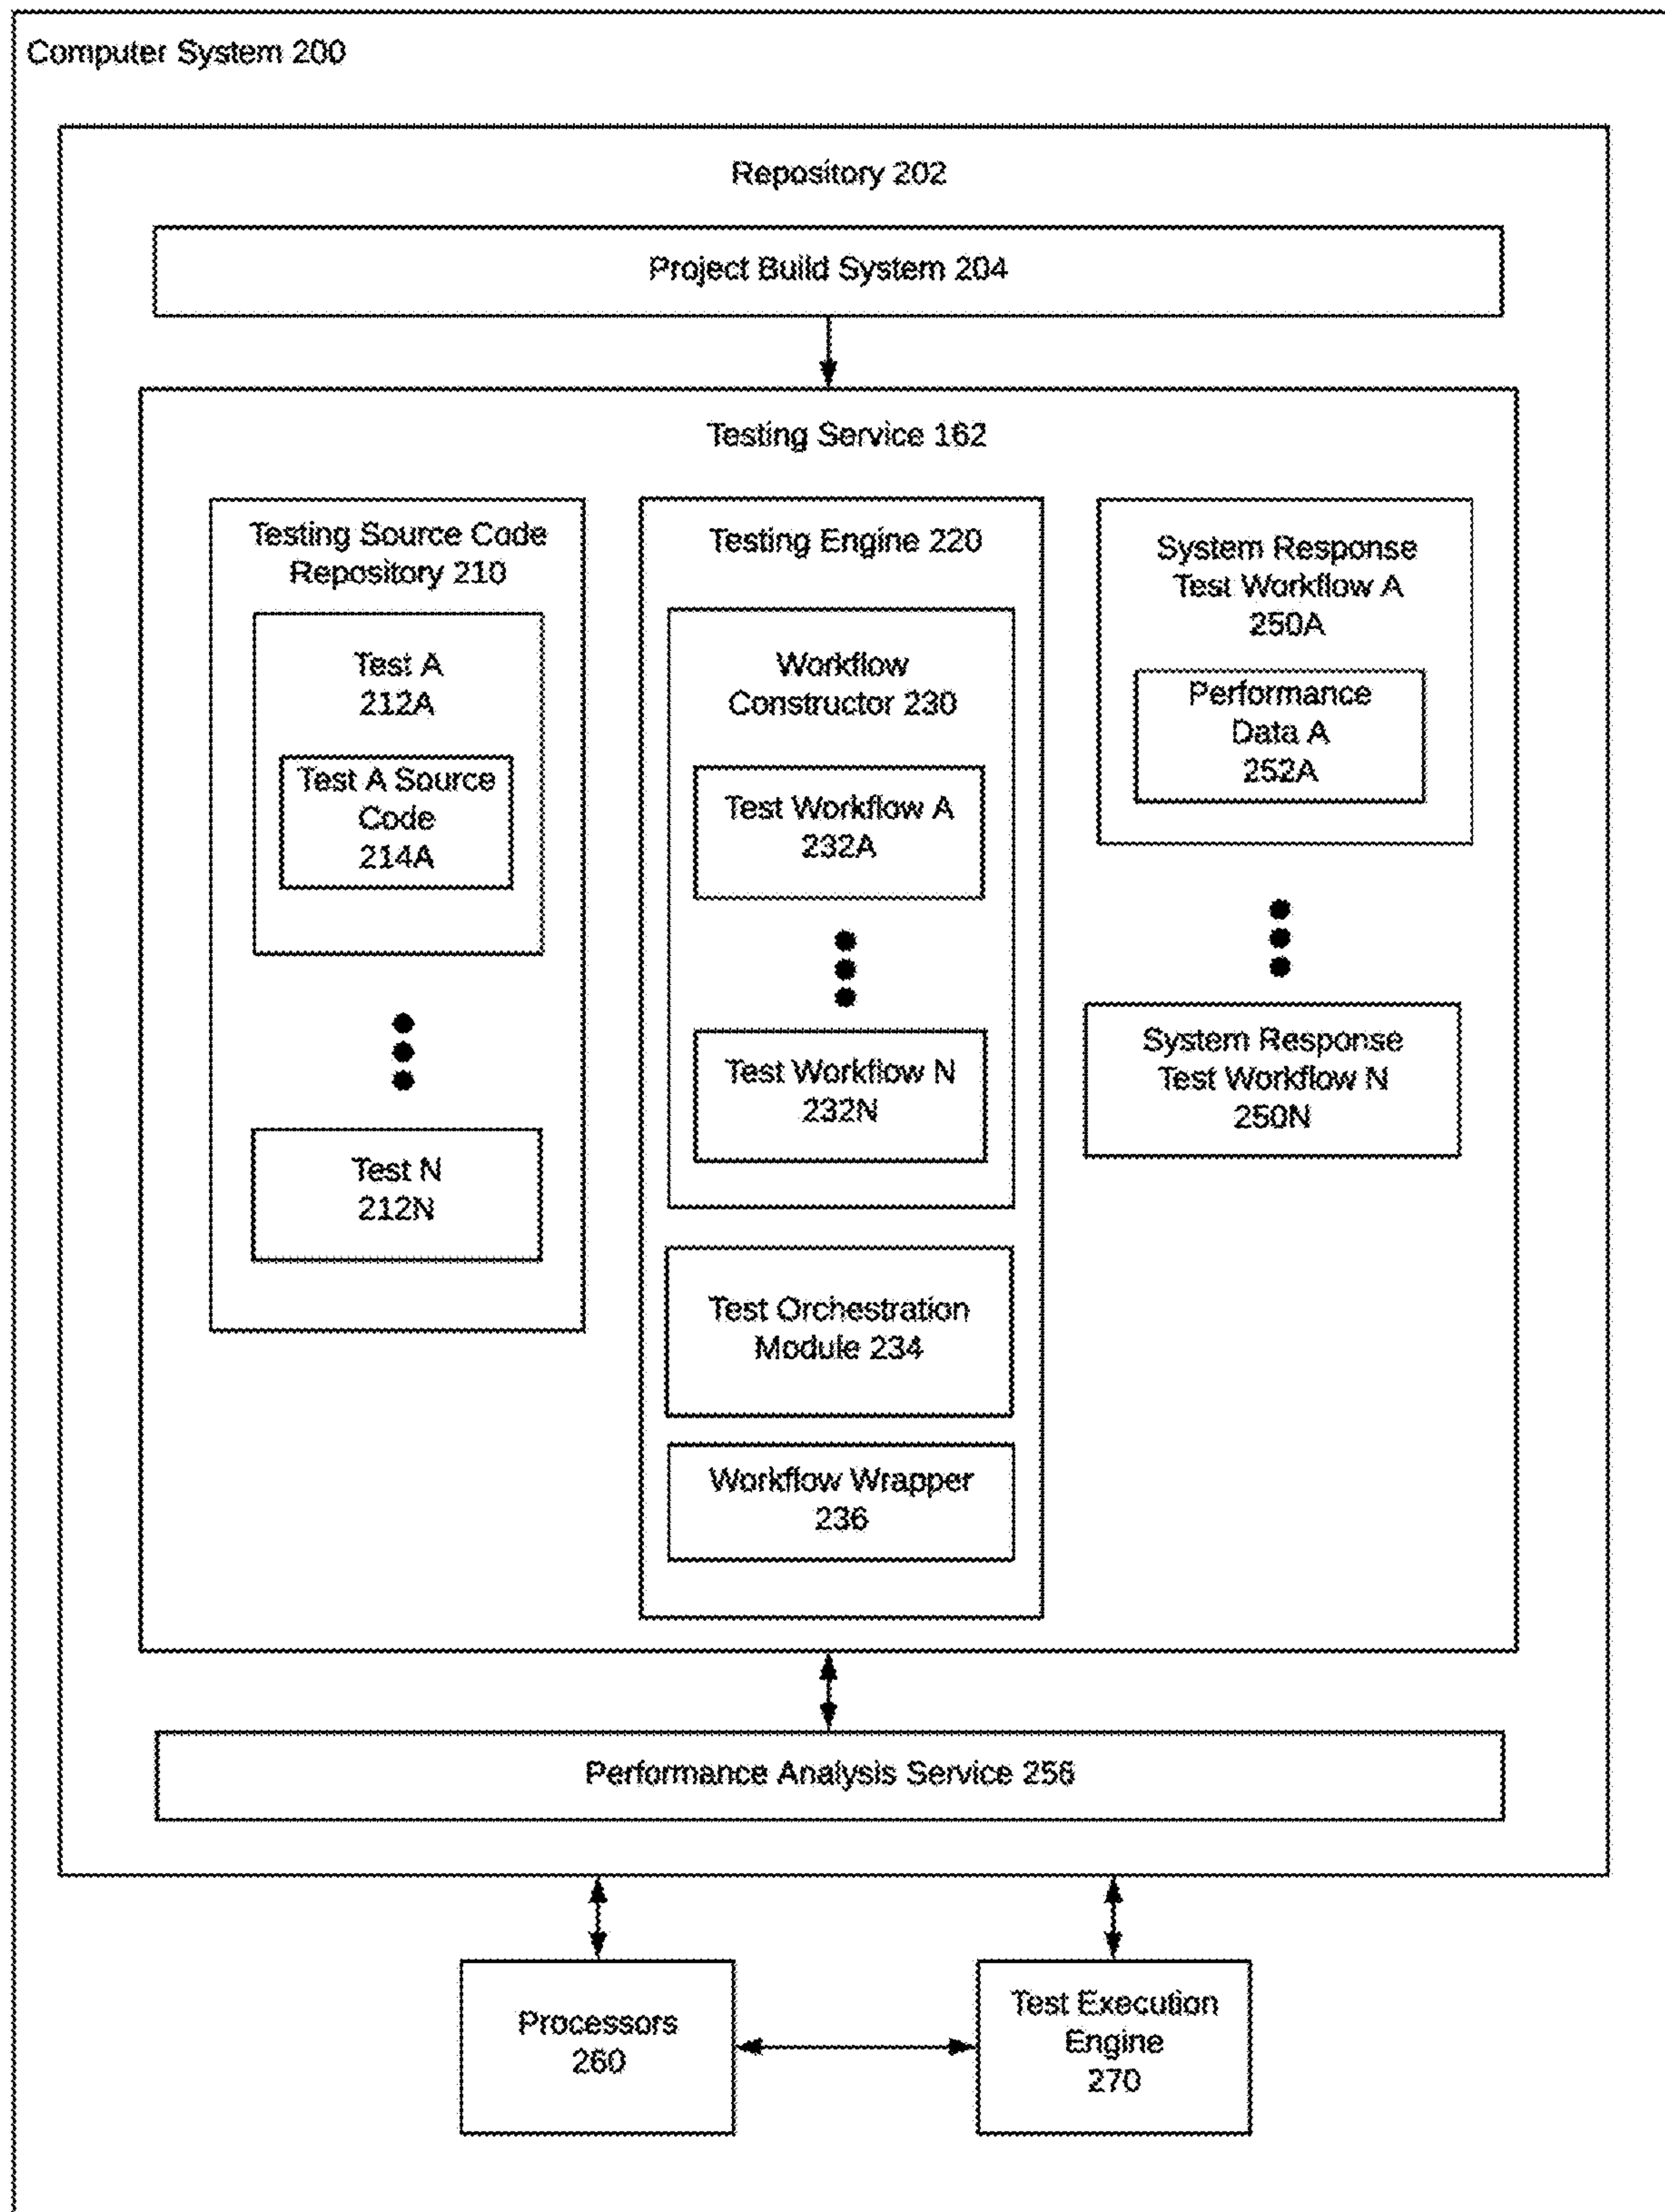 Computer System 200
Repository 202
Project Build System 204
Testing Service 162
Testing Source Code
Repository 210
Test A
212A
Test A Source
Code
214A
Test N
212N
Testing Engine 220
Workflow
Constructor 230
Test Workflow A
232A
Test Workflow N
232N
Test Orchestration
Module 234
Workflow Wrapper
236
System Response
Test Workflow A
250A
Performance
Data A
252A
System Response
Test Workflow N
250N
Performance Analysis Service 256
Processors
260
Test Execution
Engine
270